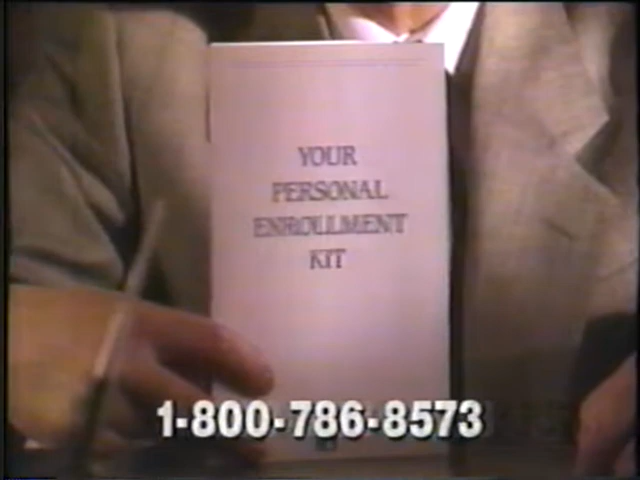 YOUR
PERSONAL
ENROLLMENT
KIT
1-800-786-8573